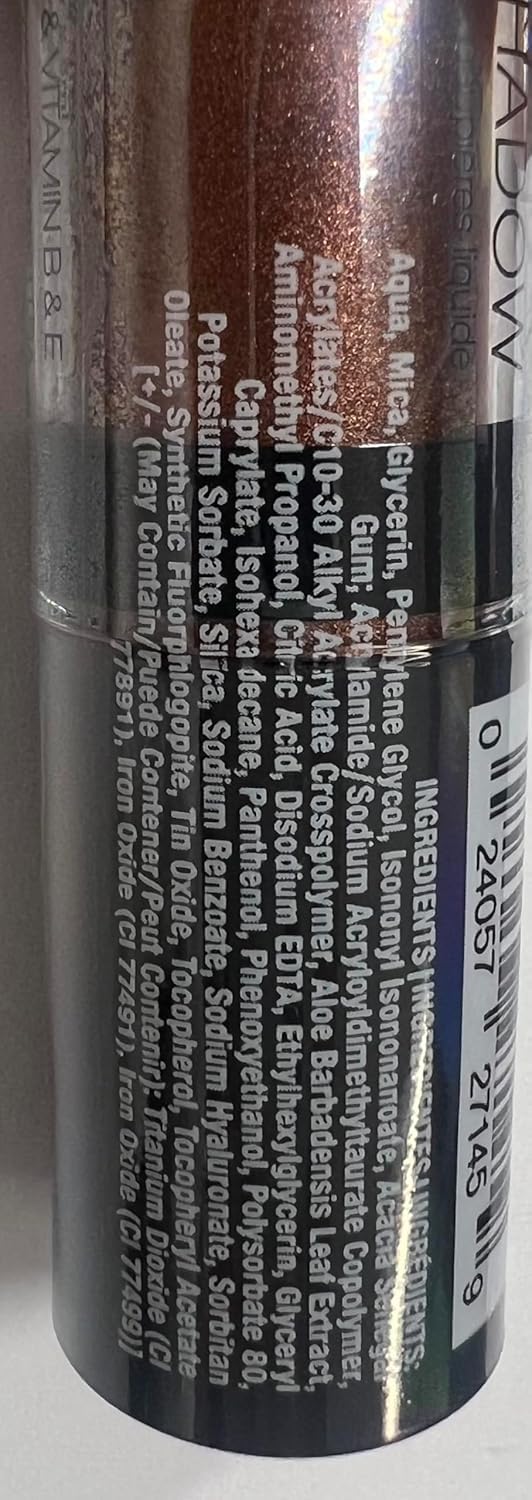 HADOW
upières liquide
& VITAMIN B & E
INGREDIENTS | INGREDIENTES | INGRÉDIENTS:
Aqua, Mica, Glycerin, Pentylene Glycol, Isononyl Isononanoate, Acacia Senegal
Gum, Acrylamide/Sodium Acryloyldimethyltaurate Copolymer,
Acrylates/C10-30 Alkyl Acrylate Crosspolymer, Aloe Barbadensis Leaf Extract,
Aminomethyl Propanol, Citric Acid, Disodium EDTA, Ethylhexylglycerin, Glyceryl
Caprylate, Isohexadecane, Panthenol, Phenoxyethanol, Polysorbate 80,
Potassium Sorbate, Silica, Sodium Benzoate, Sodium Hyaluronate, Sorbitan
Oleate, Synthetic Fluorphlogopite, Tin Oxide, Tocopherol, Tocopheryl Acetate
[+/- (May Contain/Puede Contener/Peut Contenir): Titanium Dioxide (CI
77891), Iron Oxide (CI 77491), Iron Oxide (CI 77499)]
0 24057 27145 9